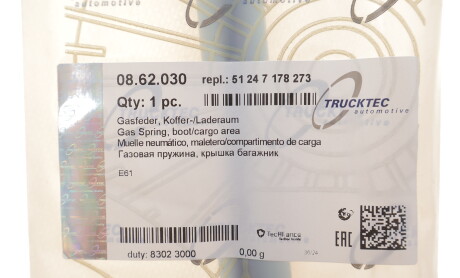 automotive
08.62.030 repl.: 51 24 7 178 273
Qty: 1 pc.
TRUCKTEC
automotive
Gasfeder, Koffer-/Laderaum
Gas Spring, boot/cargo area
Muelle neumático, maletero/compartimento de carga
Газовая пружина, крышка багажник
E61
TecAlliance
EAC
duty: 8302 3000 0,00 g